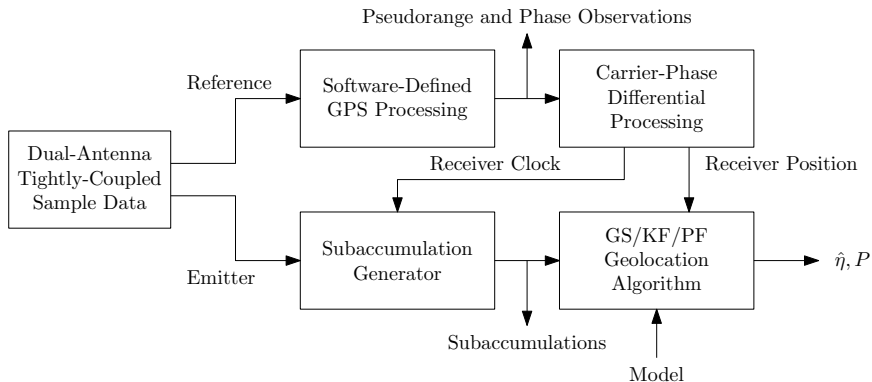 Pseudorange and Phase Observations
Reference
Software-Defined
GPS Processing
Carrier-Phase
Differential
Processing
Dual-Antenna
Tightly-Coupled
Sample Data
Receiver Clock
Receiver Position
Emitter
Subaccumulation
Generator
GS/KF/PF
Geolocation
Algorithm
η̂, P
Subaccumulations
Model